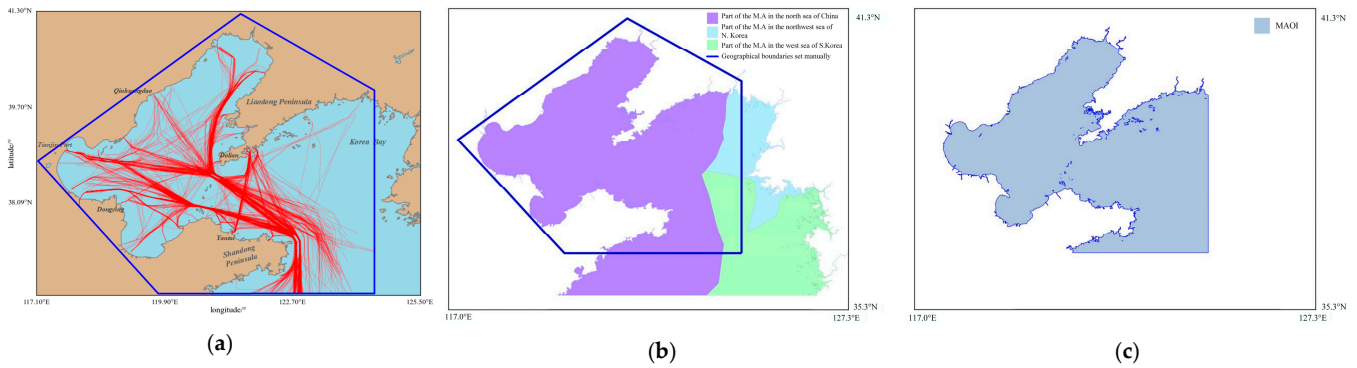 41.30°N
39.70°N
38.09°N
latitude/°
Qinhuangdao
Liaodong Peninsula
Tianjin Port
Dalian
Korea Bay
Dongying
Yantai
Shandong
Peninsula
117.10°E
119.90°E
122.70°E
125.50°E
longitude/°
(a)
Part of the M.A in the north sea of China
Part of the M.A in the northwest sea of
N. Korea
Part of the M.A in the west sea of S.Korea
Geographical boundaries set manually
41.3°N
35.3°N
117.0°E
127.3°E
(b)
MAOI
41.3°N
35.3°N
117.0°E
127.3°E
(c)